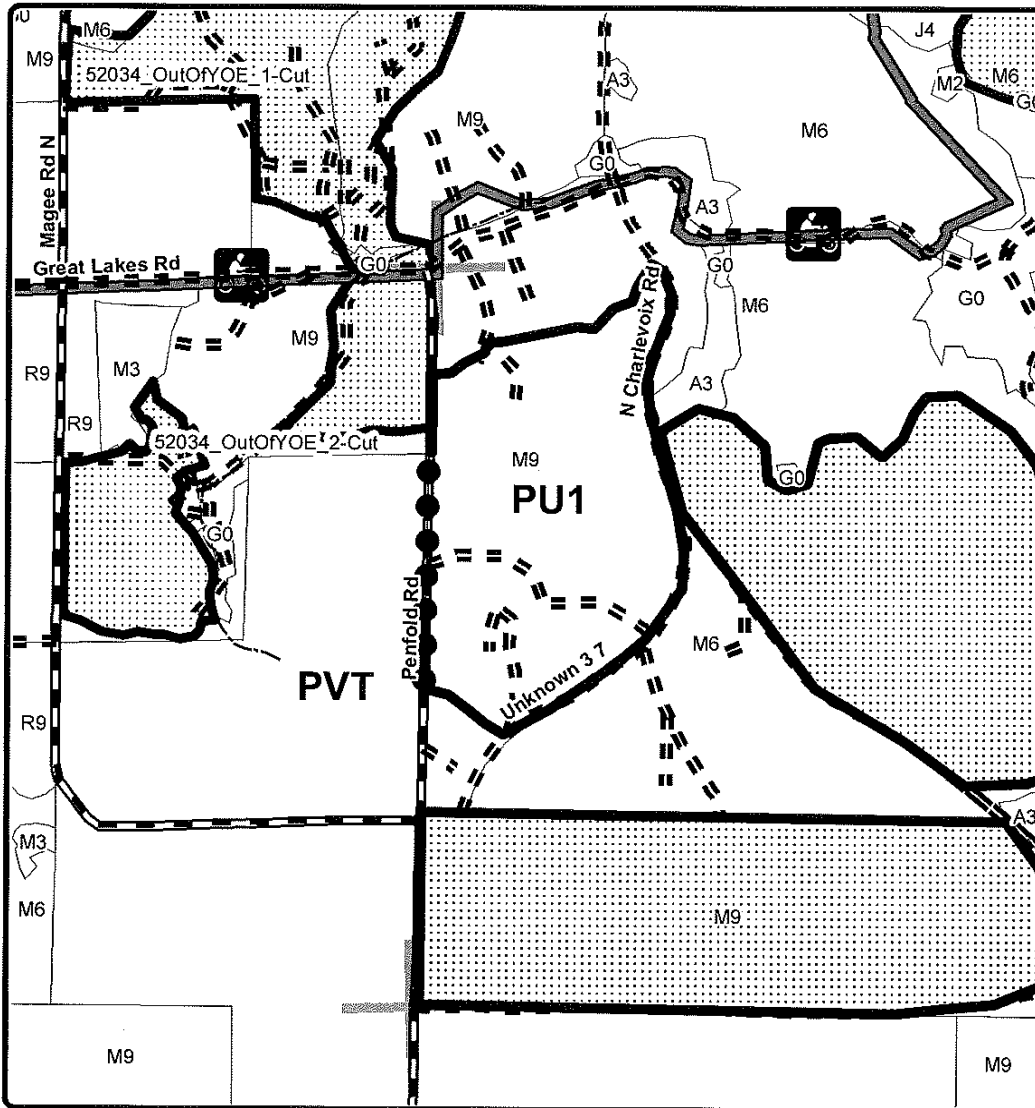 M6
J4
M9
52034_OutOfYOE_1-Cut
A3
M2
M6
G0
M9
M6
G0
Magee Rd N
A3
Great Lakes Rd
G0
G0
G0
M6
N Charlevoix Rd
M9
M3
R9
A3
R9
52034_OutOfYOE_2-Cut
M9
G0
PU1
G0
Penfold Rd
M6
Unknown 3 7
PVT
R9
A3
M3
M6
M9
M9
M9